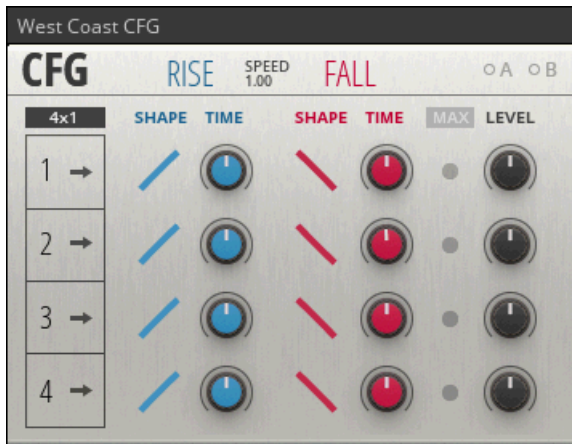 West Coast CFG
CFG RISE SPEED 1.00 FALL A B
4x1 SHAPE TIME SHAPE TIME MAX LEVEL
1
2
3
4